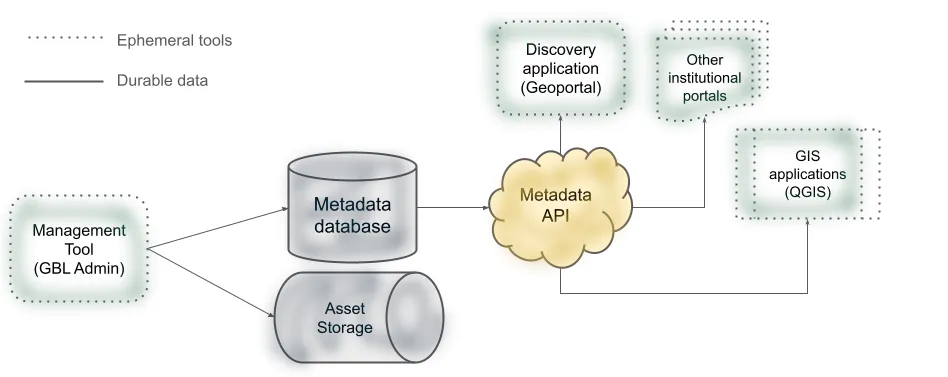 Ephemeral tools
Durable data
Discovery
application
(Geoportal)
Other
institutional
portals
GIS
applications
(QGIS)
Metadata
API
Metadata
database
Management
Tool
(GBL Admin)
Asset
Storage